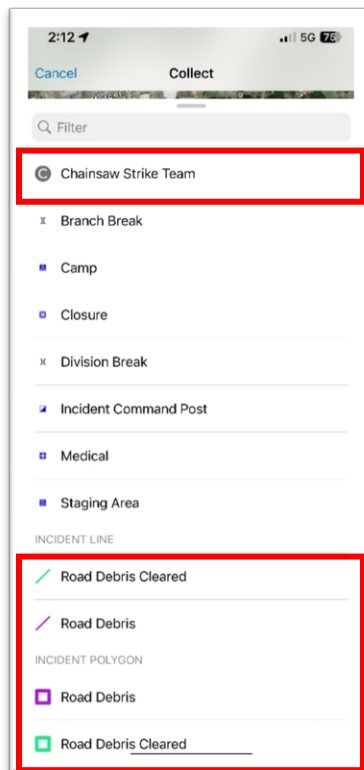 2:12
5G 75
Cancel
Collect
Filter
C Chainsaw Strike Team
Branch Break
Camp
Closure
Division Break
Incident Command Post
Medical
Staging Area
INCIDENT LINE
Road Debris Cleared
Road Debris
INCIDENT POLYGON
Road Debris
Road Debris Cleared